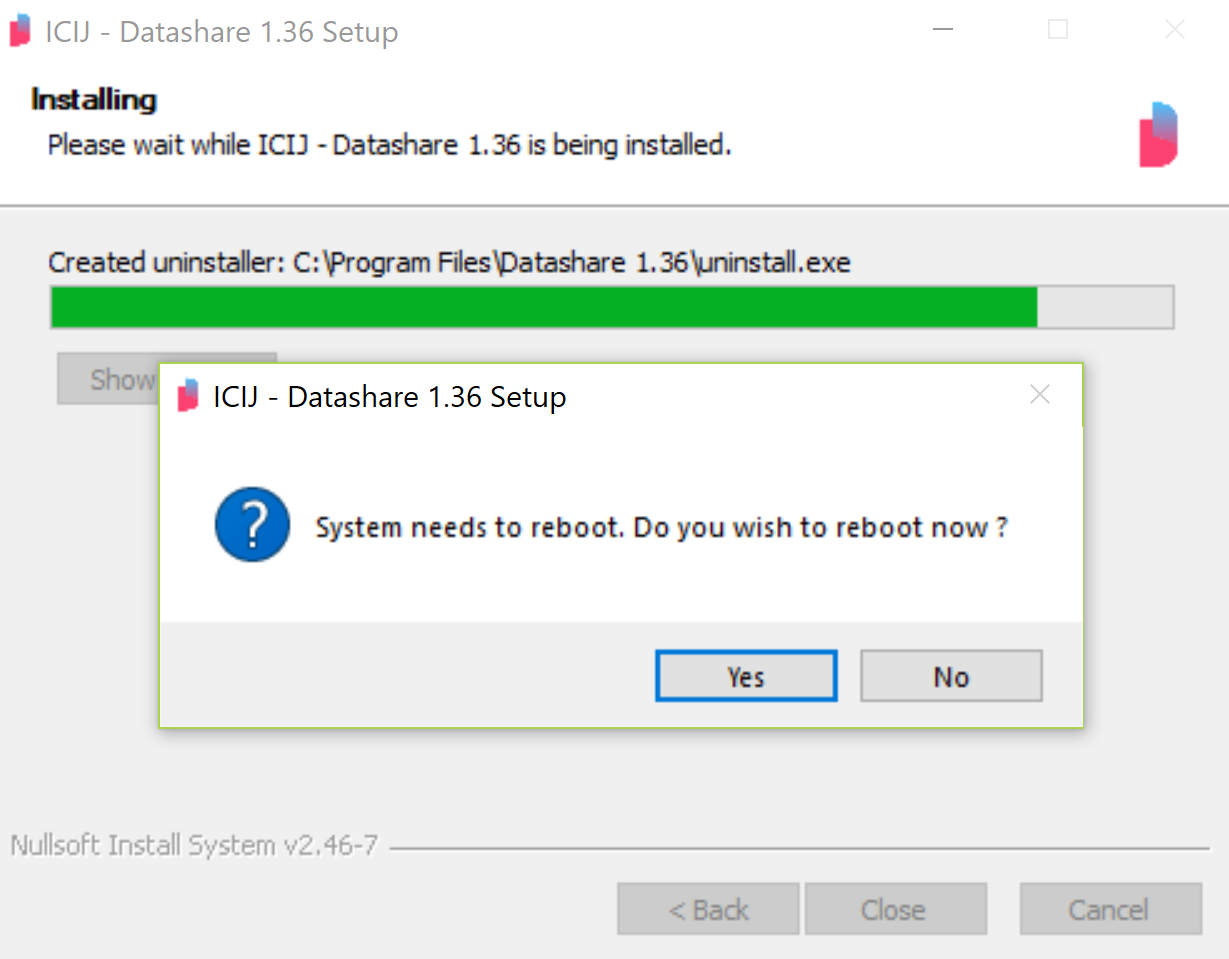 ICIJ - Datashare 1.36 Setup
Installing
Please wait while ICIJ - Datashare 1.36 is being installed.
Created uninstaller: C:\Program Files\Datashare 1.36\uninstall.exe
Show
ICIJ - Datashare 1.36 Setup
?
System needs to reboot. Do you wish to reboot now ?
Yes No
Nullsoft Install System v2.46-7
< Back Close Cancel